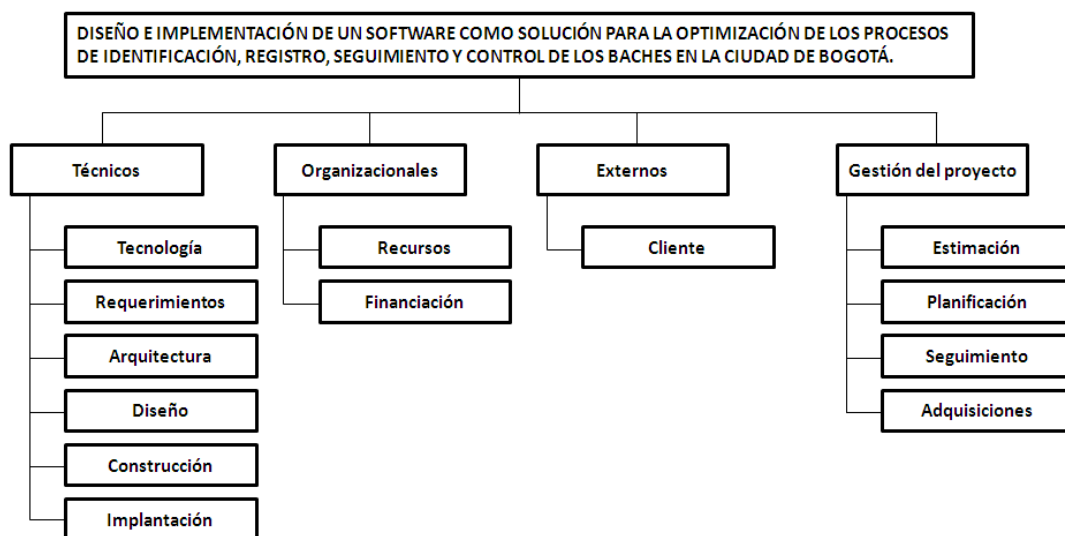 DISEÑO E IMPLEMENTACIÓN DE UN SOFTWARE COMO SOLUCIÓN PARA LA OPTIMIZACIÓN DE LOS PROCESOS
DE IDENTIFICACIÓN, REGISTRO, SEGUIMIENTO Y CONTROL DE LOS BACHES EN LA CIUDAD DE BOGOTÁ.
Técnicos
Tecnología
Requerimientos
Arquitectura
Diseño
Construcción
Implantación
Organizacionales
Recursos
Financiación
Externos
Cliente
Gestión del proyecto
Estimación
Planificación
Seguimiento
Adquisiciones